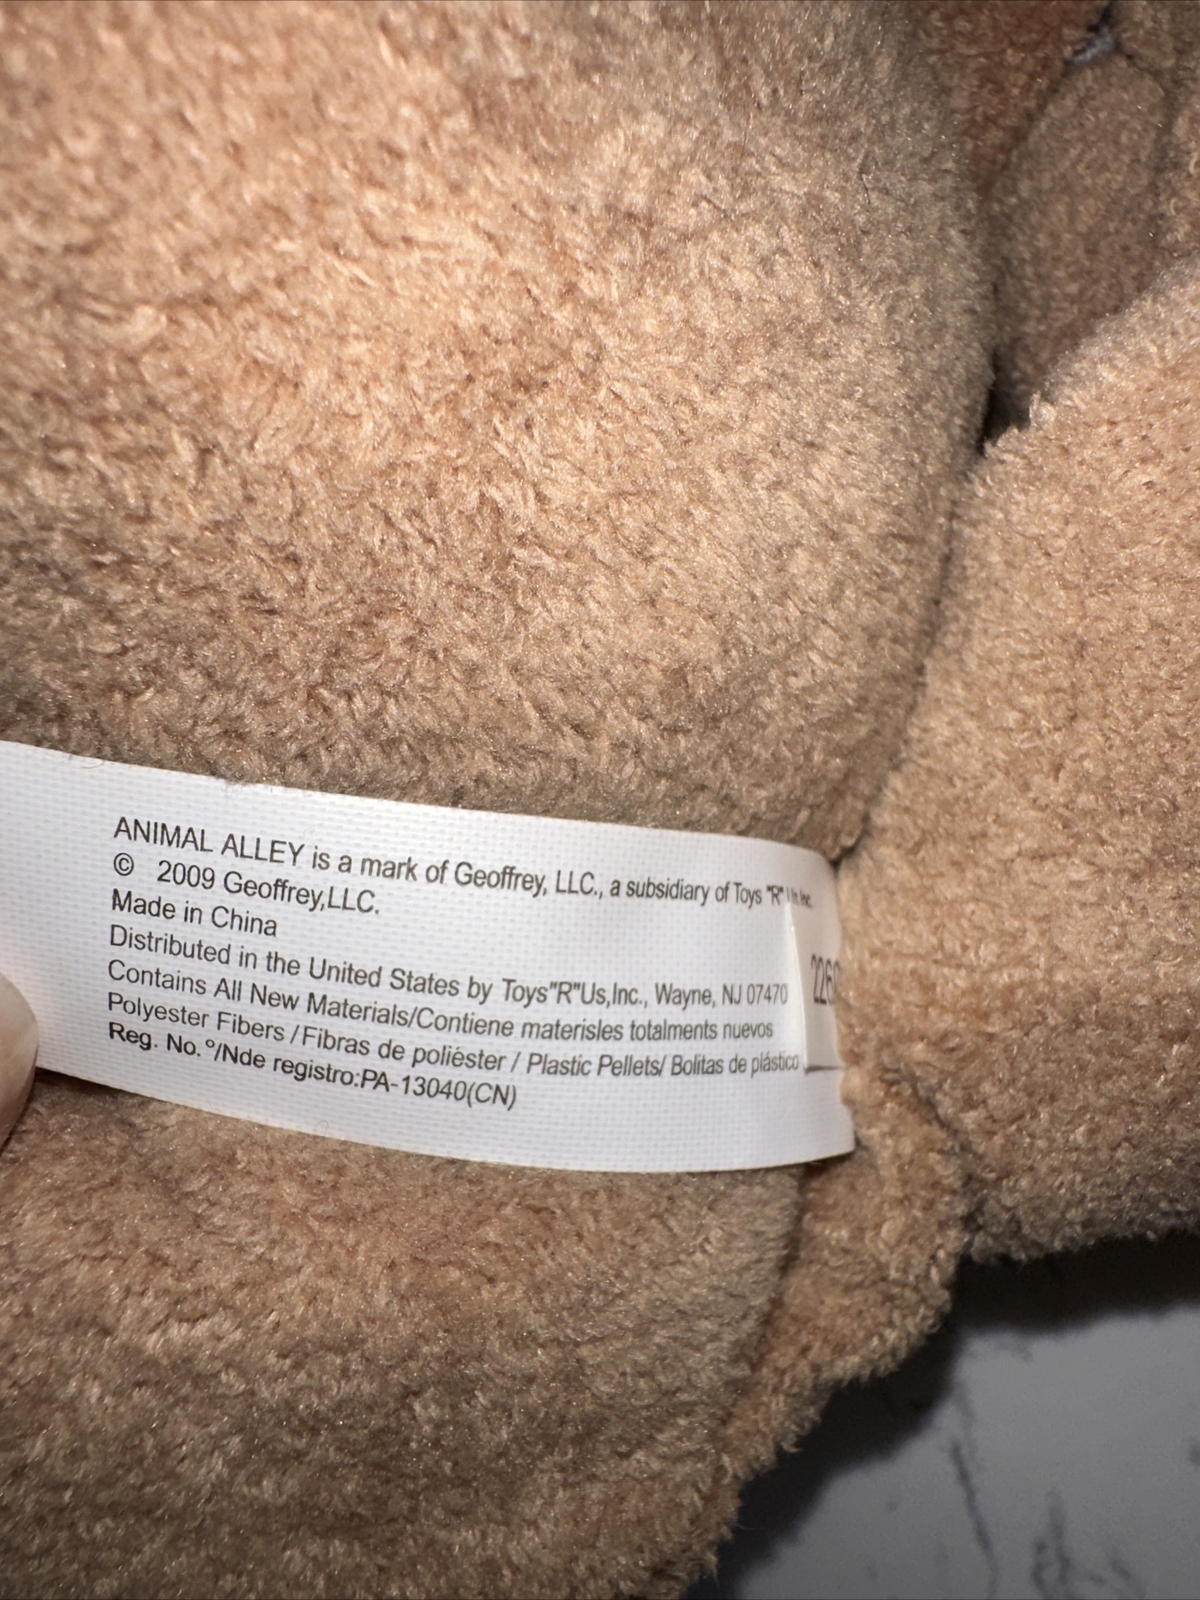 ANIMAL ALLEY is a mark of Geoffrey, LLC., a subsidiary of Toys "R"
© 2009 Geoffrey,LLC.
Made in China
Distributed in the United States by Toys"R"Us,Inc., Wayne, NJ 07470
Contains All New Materials/Contiene materisles totalments nuevos
Polyester Fibers / Fibras de poliéster / Plastic Pellets/ Bolitas de plástico
Reg. No.º/Nde registro:PA-13040(CN)